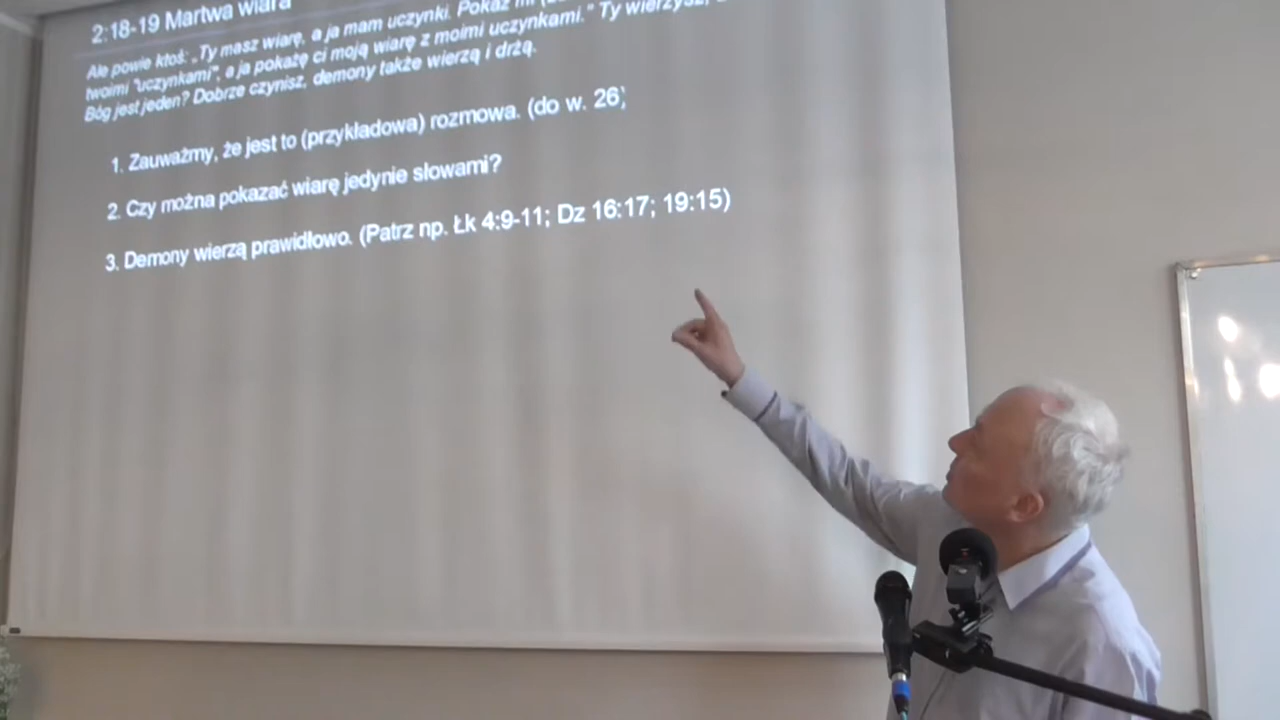 2:18-19 Martwa wiara
Ale powie ktoś: „Ty masz wiarę, a ja mam uczynki. Pokaż mi
twoimi "uczynkami", a ja pokażę ci moją wiarę z moimi uczynkami." Ty wierzysz,
Bóg jest jeden? Dobrze czynisz, demony także wierzą i drżą.
1. Zauważmy, że jest to (przykładowa) rozmowa. (do w. 26)
2. Czy można pokazać wiarę jedynie słowami?
3. Demony wierzą prawidłowo. (Patrz np. Łk 4:9-11; Dz 16:17; 19:15)